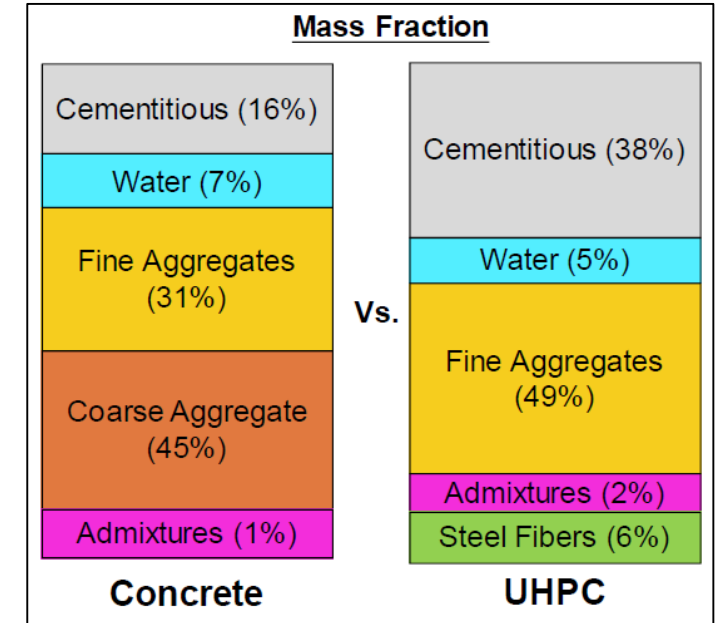 Mass Fraction
Cementitious (16%)
Water (7%)
Fine Aggregates
(31%)
Coarse Aggregate
(45%)
Admixtures (1%)
Concrete
Vs.
Cementitious (38%)
Water (5%)
Fine Aggregates
(49%)
Admixtures (2%)
Steel Fibers (6%)
UHPC